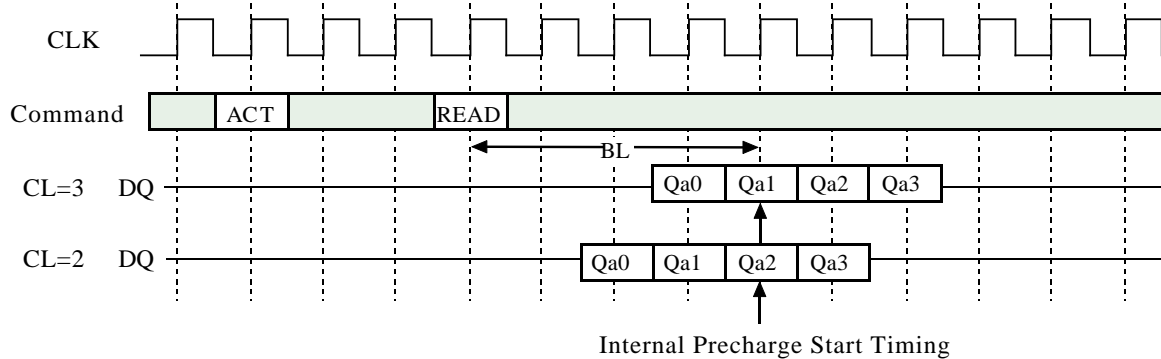 CLK
Command ACT READ
BL
CL=3 DQ Qa0 Qa1 Qa2 Qa3
CL=2 DQ Qa0 Qa1 Qa2 Qa3
Internal Precharge Start Timing